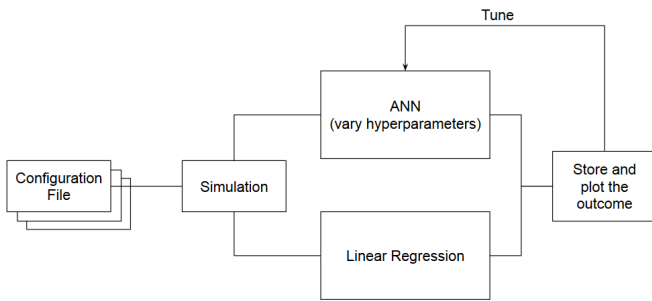 Tune
ANN
(vary hyperparameters)
Configuration
File
Simulation
Store and
plot the
outcome
Linear Regression